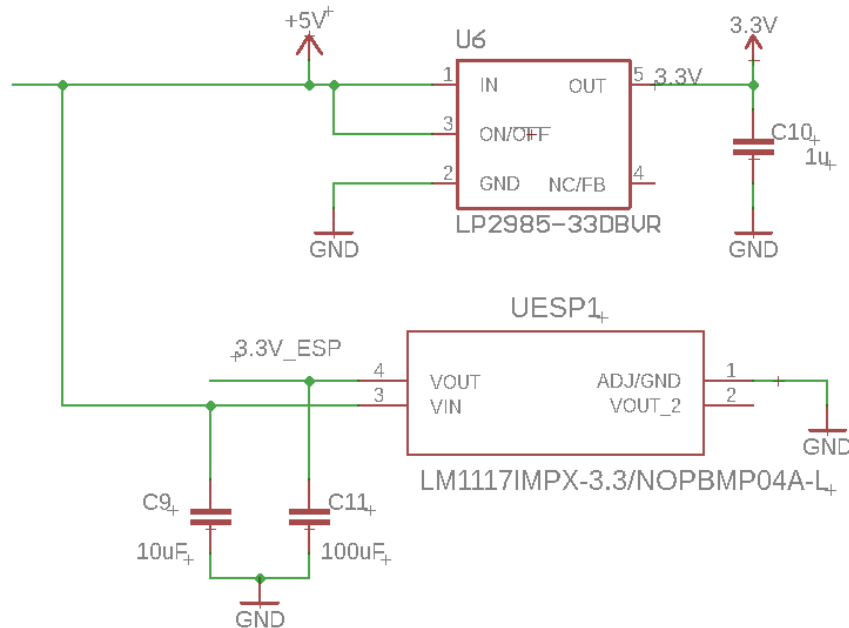 +5V
U6
3.3V
1 IN OUT 5 3.3V
3 ON/OFF
C10
1u
2 GND NC/FB 4
LP2985-33DBVR
GND
GND
UESP1
3.3V_ESP
4 VOUT ADJ/GND 1
3 VIN VOUT_2 2
GND
LM1117IMPX-3.3/NOPBMP04A-L
C9 C11
10uF 100uF
GND